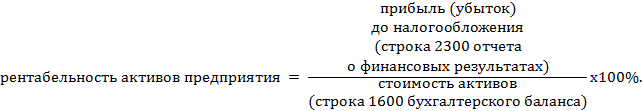 прибыль (убыток)
до налогообложения
(строка 2300 отчета
о финансовых результатах)
рентабельность активов предприятия = x100%.
стоимость активов
(строка 1600 бухгалтерского баланса)